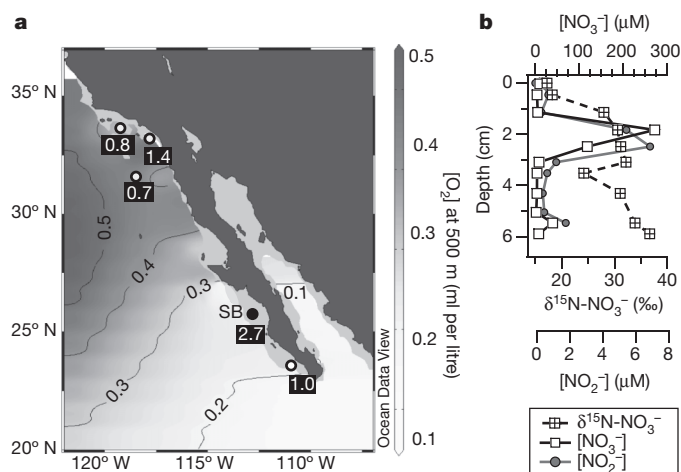 a
35° N
30° N
25° N
20° N
120° W
115° W
110° W
0.8
1.4
0.7
0.5
0.4
0.3
0.3
0.2
0.1
SB
2.7
1.0
Ocean Data View
0.5
0.4
0.3
0.2
0.1
[O₂] at 500 m (ml per litre)
b
[NO₃⁻] (μM)
0 100 200 300
Depth (cm)
0
2
4
6
20 30 40
δ¹⁵N-NO₃⁻ (‰)
0 2 4 6 8
[NO₂⁻] (μM)
δ¹⁵N-NO₃⁻
[NO₃⁻]
[NO₂⁻]